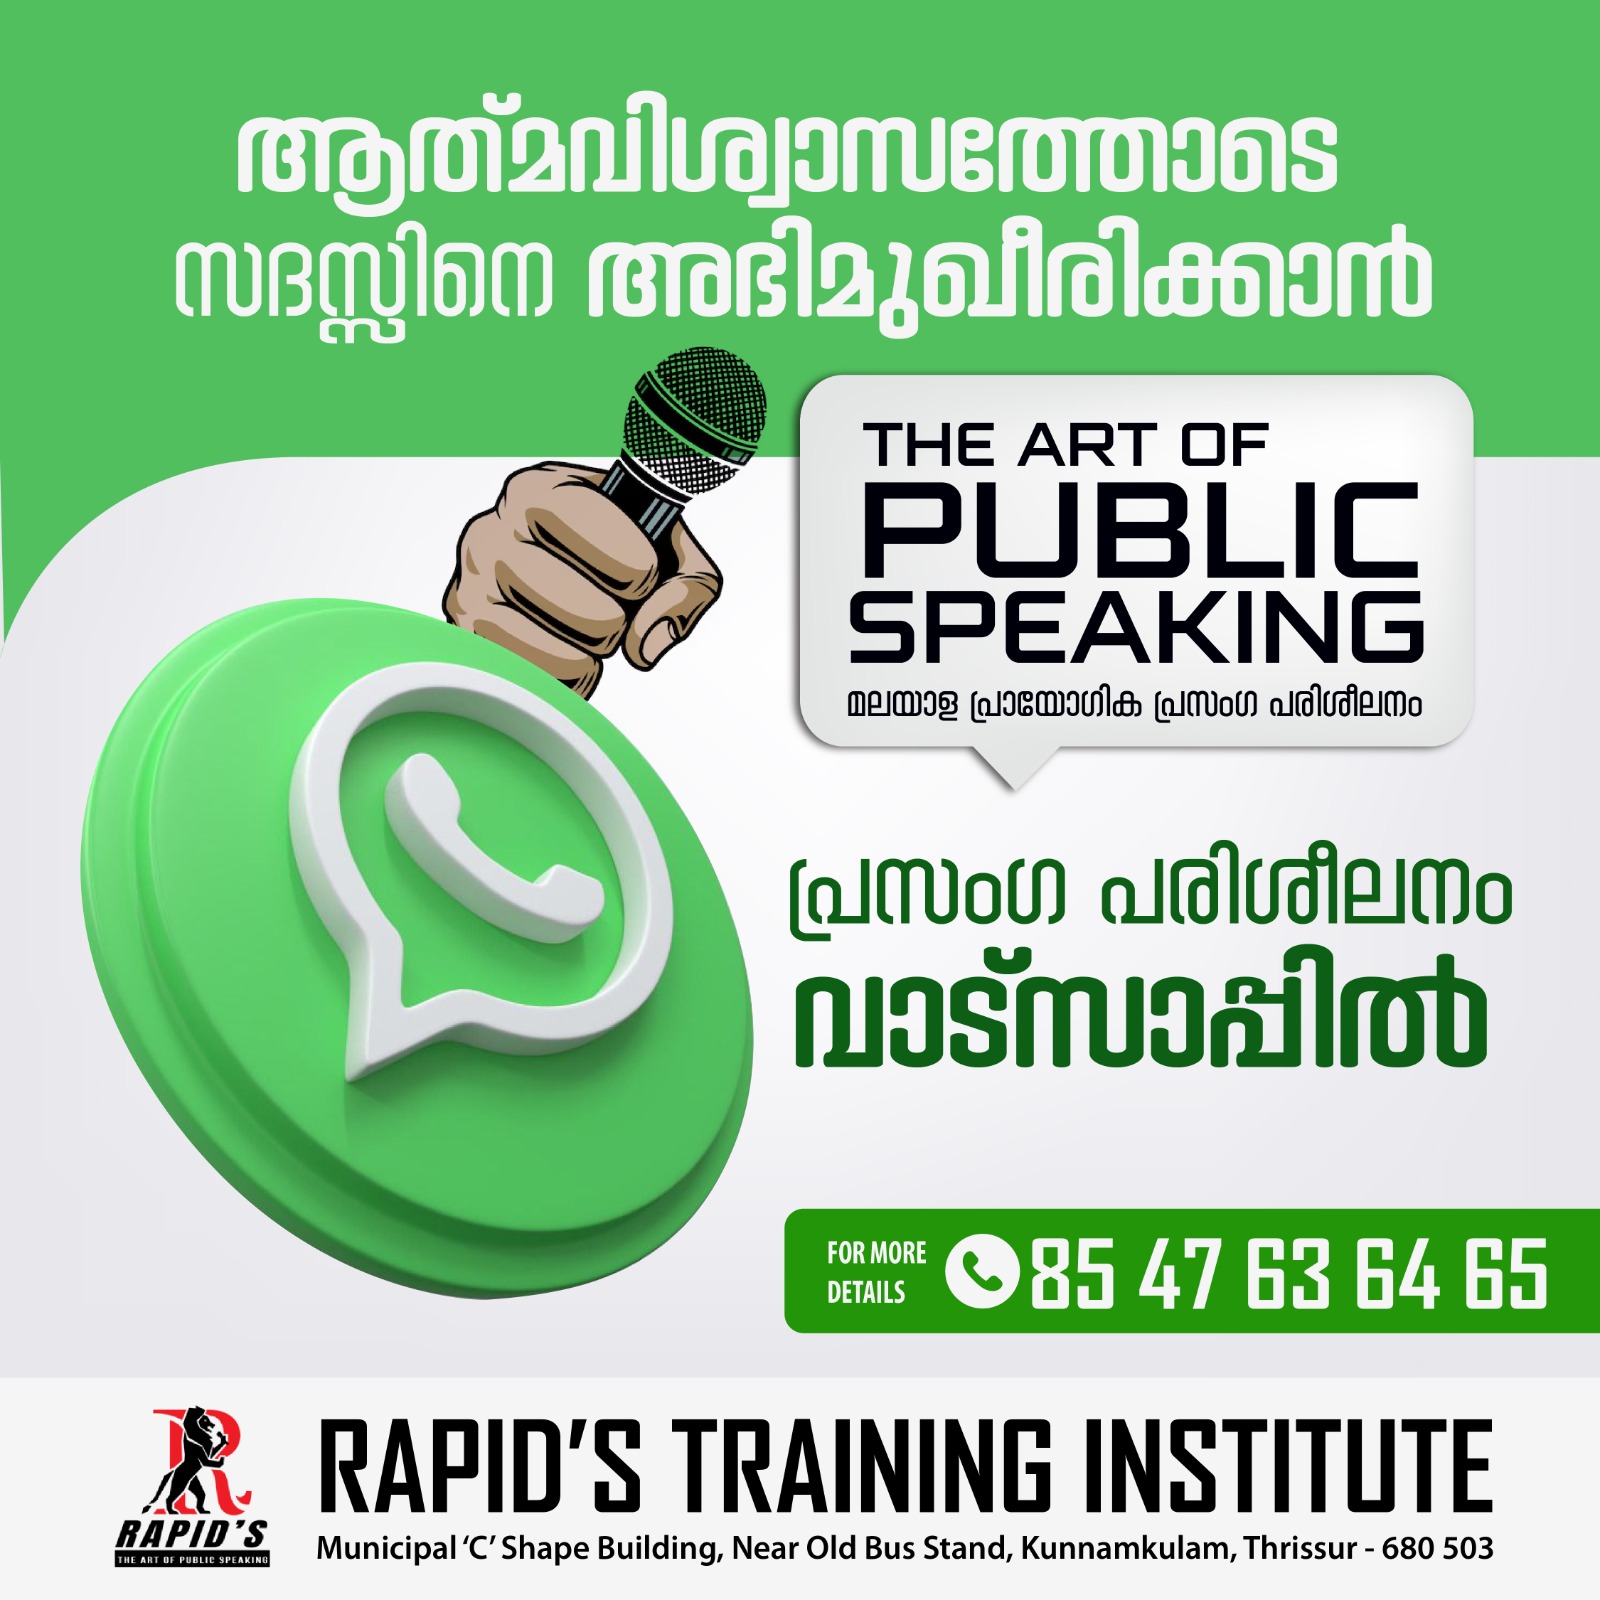 ആത്മവിശ്വാസത്തോടെ
സദസ്സിനെ അഭിമുഖീരിക്കാൻ
THE ART OF
PUBLIC
SPEAKING
മലയാള പ്രായോഗിക പ്രസംഗ പരിശീലനം
പ്രസംഗ പരിശീലനം
വാട്സാപ്പിൽ
FOR MORE
DETAILS
85 47 63 64 65
R
RAPID'S
THE ART OF PUBLIC SPEAKING
RAPID'S TRAINING INSTITUTE
Municipal 'C' Shape Building, Near Old Bus Stand, Kunnamkulam, Thrissur - 680 503